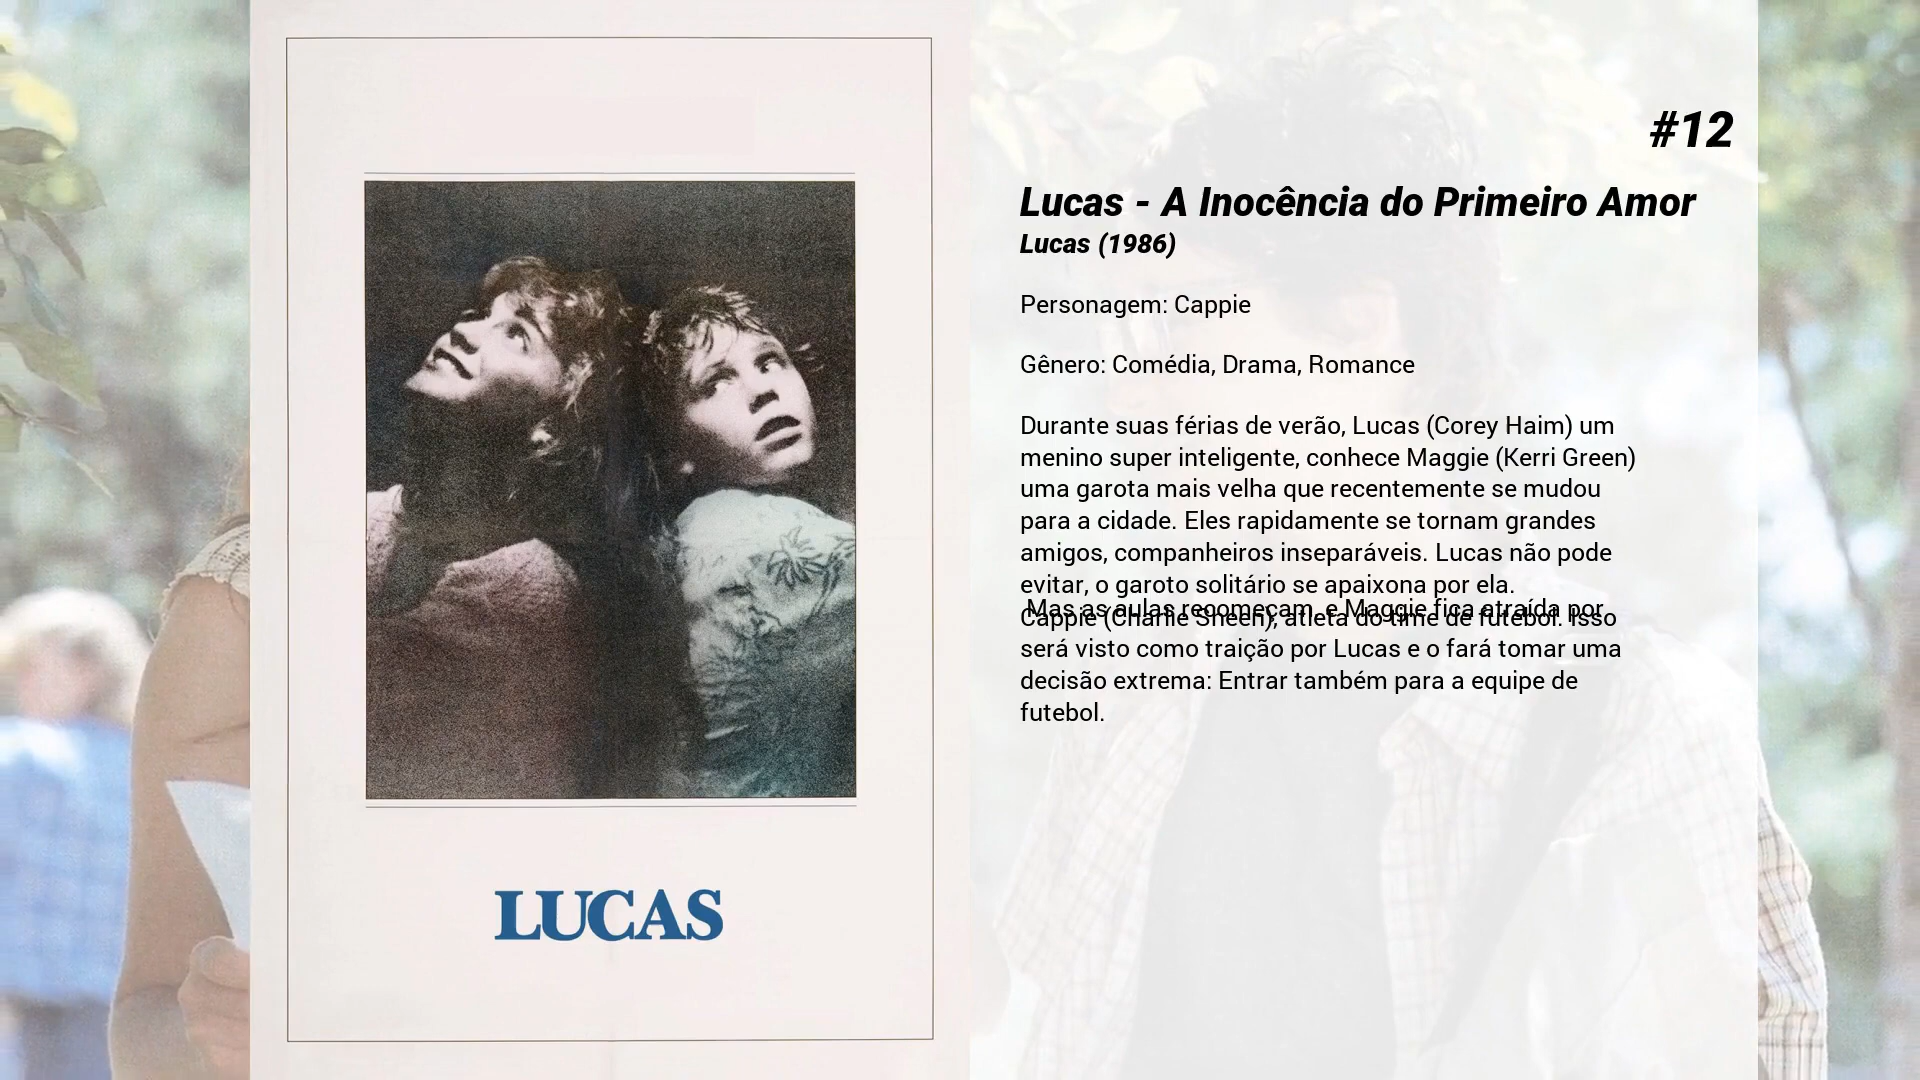 #12
Lucas - A Inocência do Primeiro Amor
Lucas (1986)
Personagem: Cappie
Gênero: Comédia, Drama, Romance
Durante suas férias de verão, Lucas (Corey Haim) um
menino super inteligente, conhece Maggie (Kerri Green)
uma garota mais velha que recentemente se mudou
para a cidade. Eles rapidamente se tornam grandes
amigos, companheiros inseparáveis. Lucas não pode
evitar, o garoto solitário se apaixona por ela.
Mas as aulas recomeçam, e Maggie fica atraída por
Cappie (Charlie Sheen), atleta do time de futebol. Isso
será visto como traição por Lucas e o fará tomar uma
decisão extrema: Entrar também para a equipe de
futebol.
LUCAS